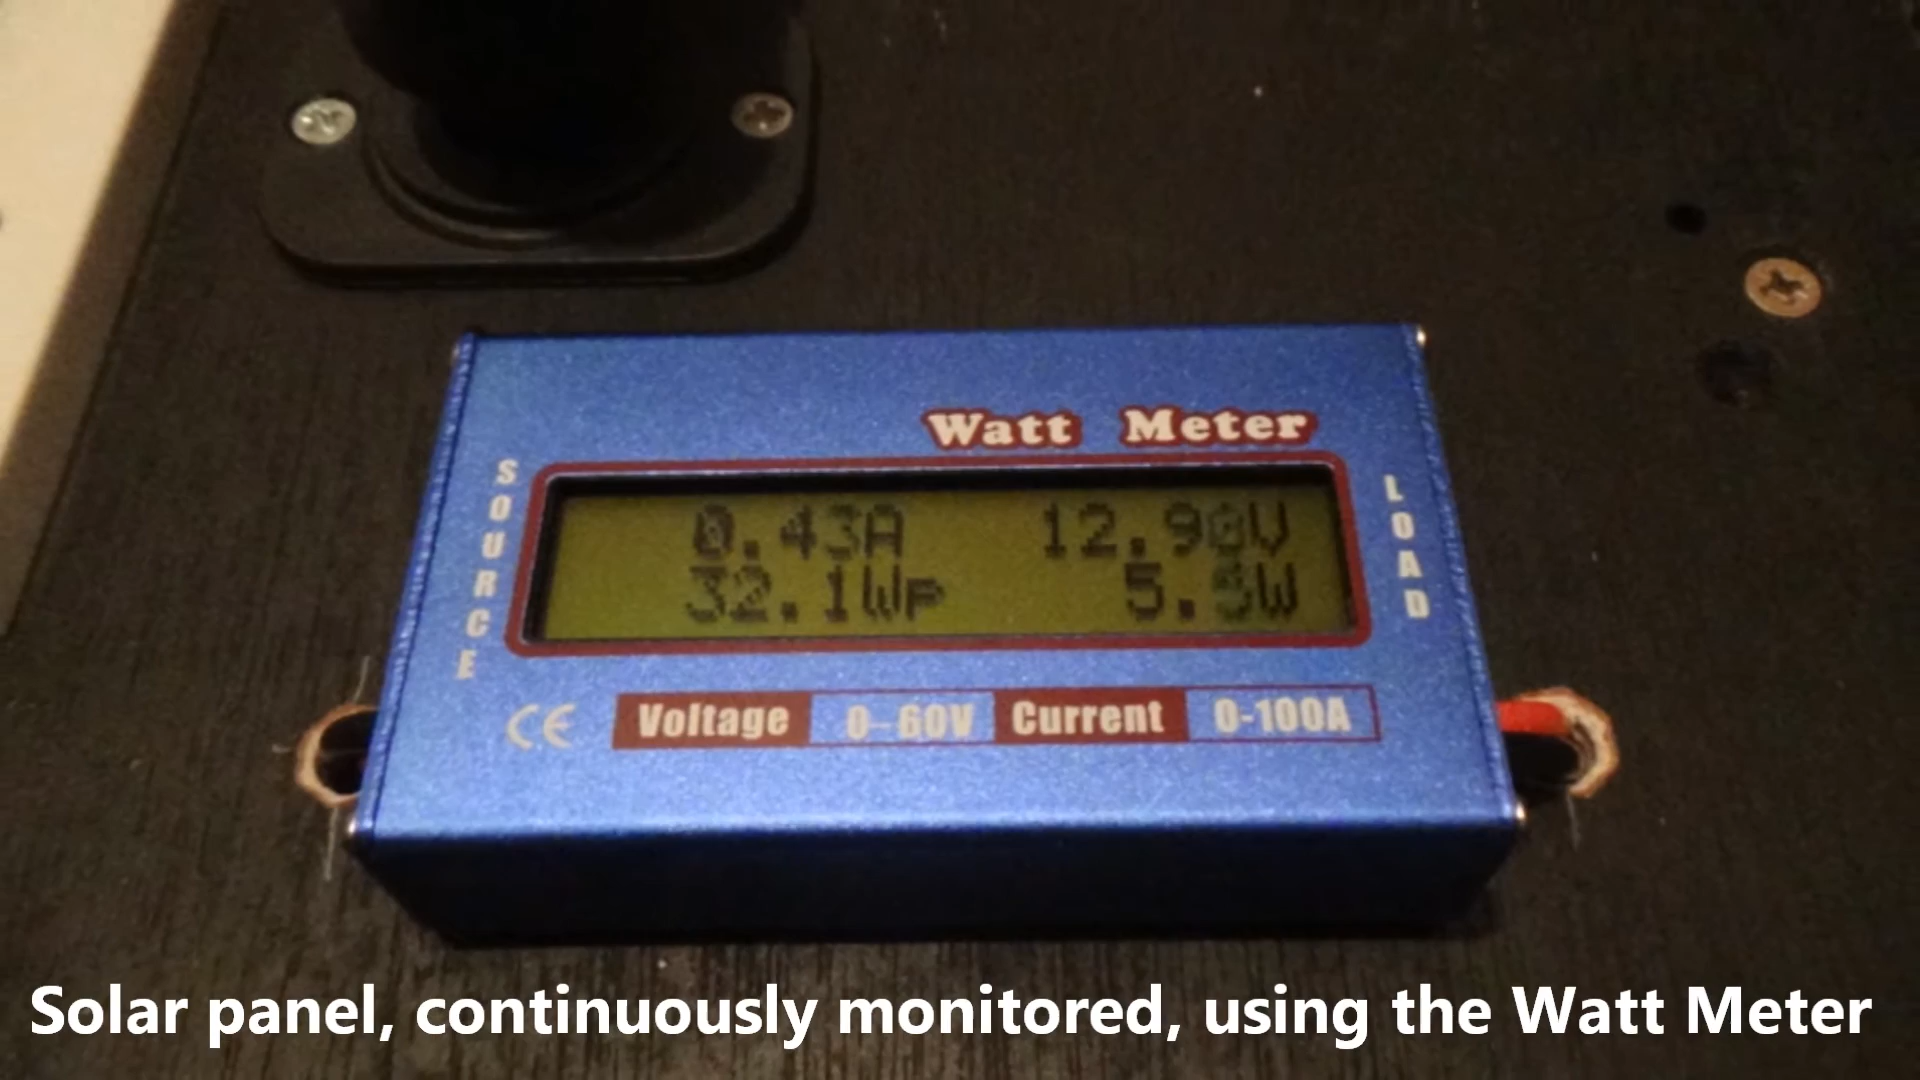 Watt Meter
SOURCE
0.43A 12.90V
32.1Wp 5.5W
LOAD
CE Voltage 0-60V Current 0-100A
Solar panel, continuously monitored, using the Watt Meter